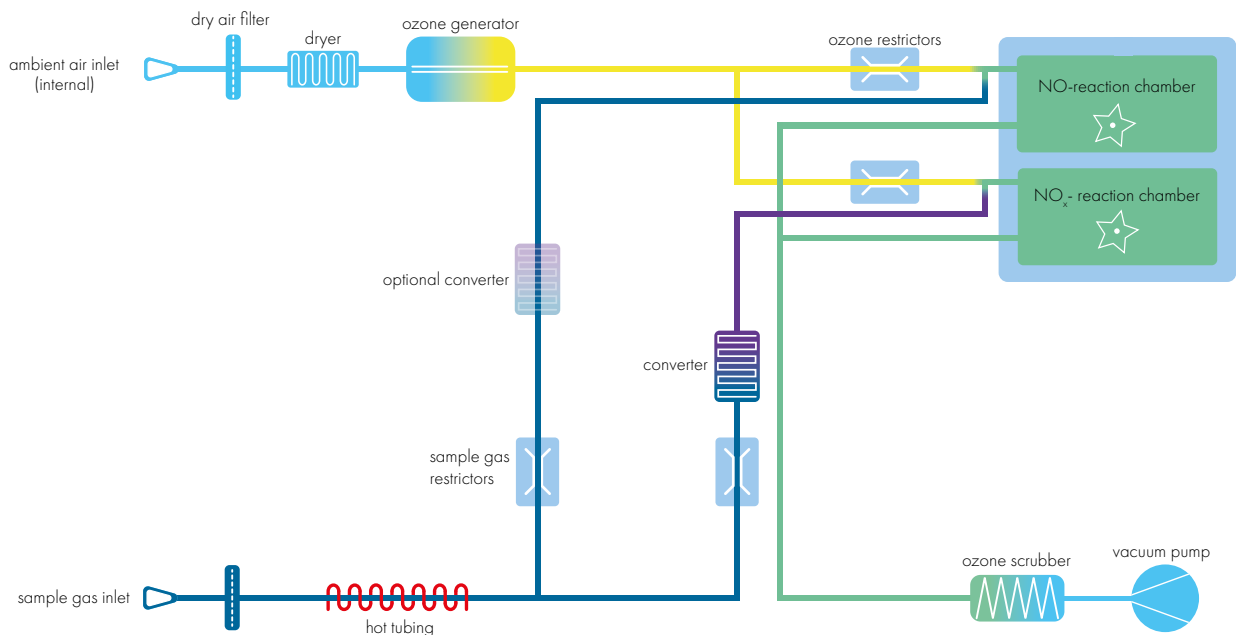 dry air filter
ozone generator
dryer
ozone restrictors
ambient air inlet
(internal)
NO-reaction chamber
NOₓ- reaction chamber
optional converter
converter
sample gas
restrictors
ozone scrubber
vacuum pump
sample gas inlet
hot tubing